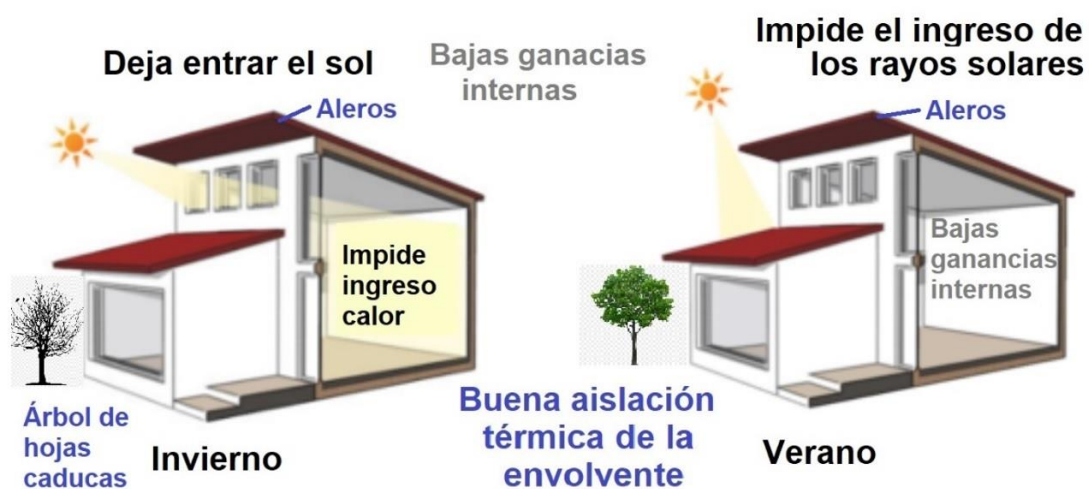 Deja entrar el sol
Aleros
Bajas ganacias
internas
Impide el ingreso de
los rayos solares
Aleros
Impide
ingreso
calor
Bajas
ganancias
internas
Árbol de
hojas
caducas
Invierno
Buena aislación
térmica de la
envolvente
Verano